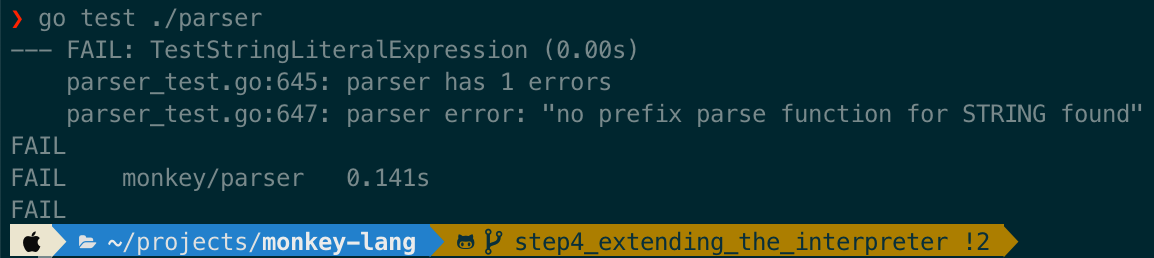 ❯ go test ./parser
--- FAIL: TestStringLiteralExpression (0.00s)
    parser_test.go:645: parser has 1 errors
    parser_test.go:647: parser error: "no prefix parse function for STRING found"
FAIL
FAIL    monkey/parser   0.141s
FAIL
~/projects/monkey-lang step4_extending_the_interpreter !2